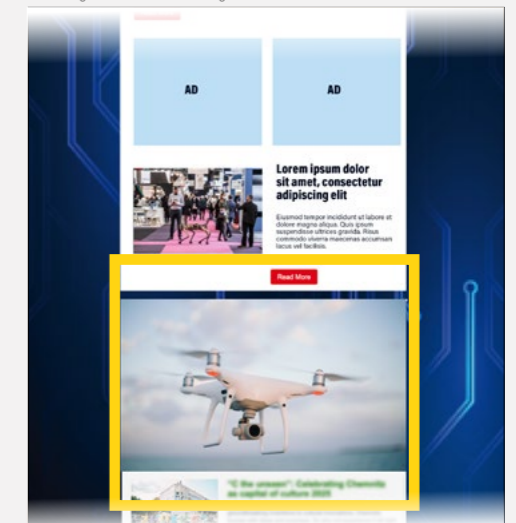 AD
AD
Lorem ipsum dolor
sit amet, consectetur
adipiscing elit
Eiusmod tempor incididunt ut labore et
dolore magna aliqua. Quis ipsum
suspendisse ultrices gravida. Risus
commodo viverra maecenas accumsan
lacus vel facilisis.
Read More
"C the unseen": Celebrating Chemnitz
as capital of culture 2025